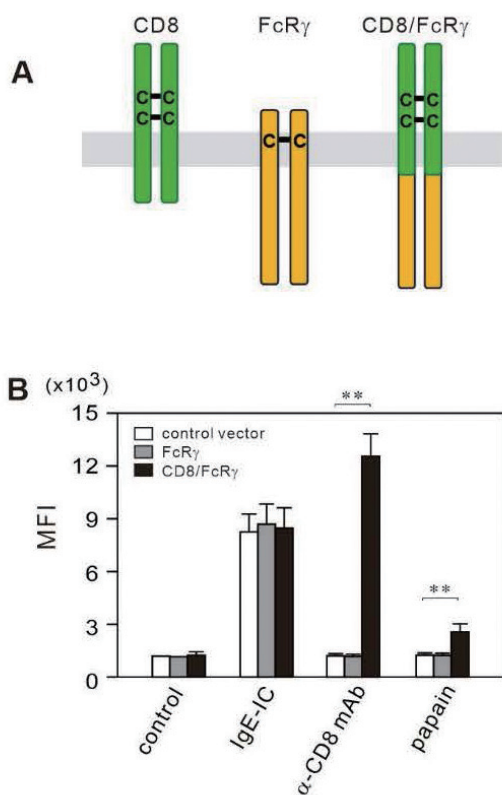 A
CD8 FcRγ CD8/FcRγ
C C C C
C C C C C C
B
(x10³)
** 
control vector
FcRγ
CD8/FcRγ
**
15
12
9
6
3
0
MFI
control IgE-IC α-CD8 mAb papain